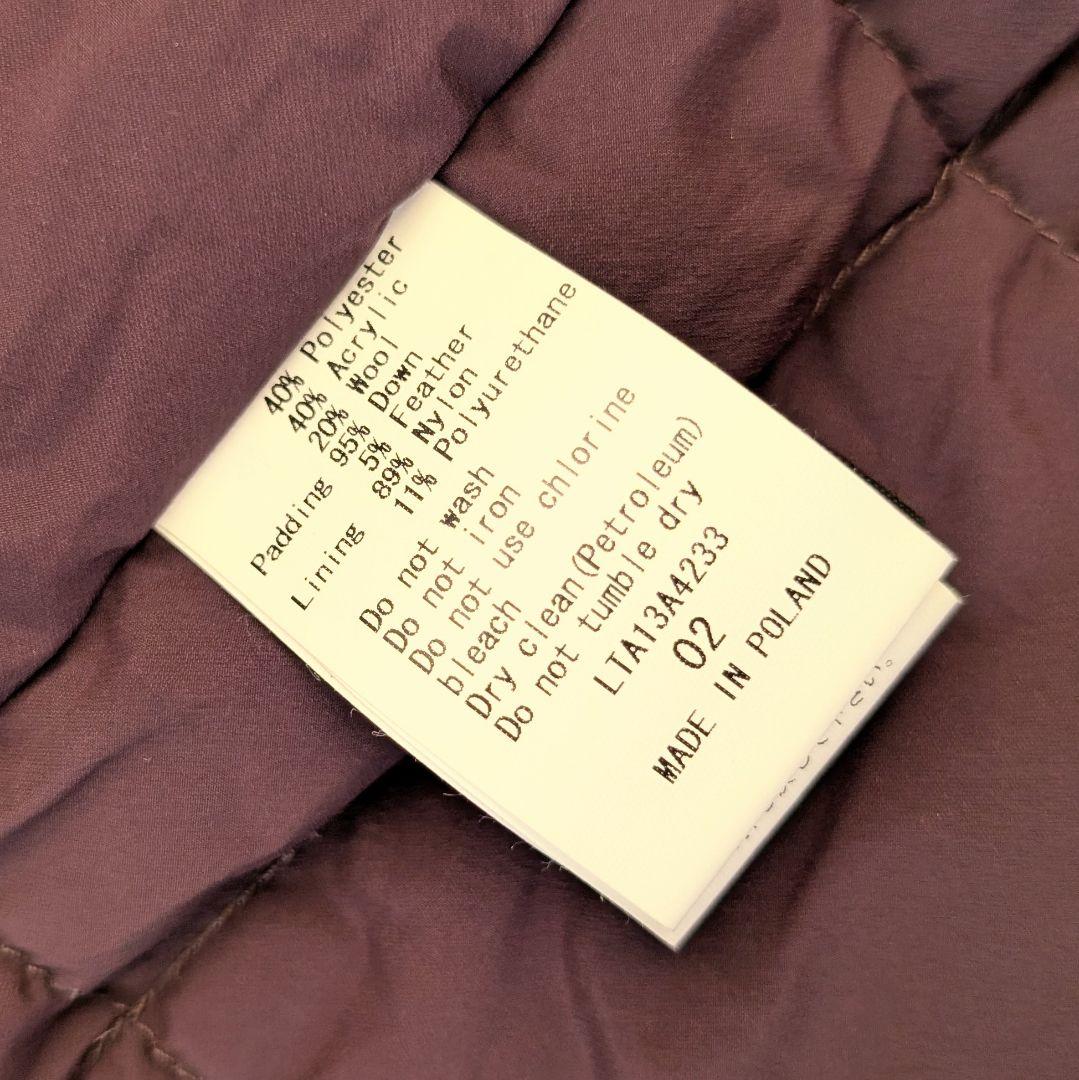 40% Polyester
40% Acrylic
20% Wool
Padding 95% Down
5% Feather
Lining 89% Nylon
11% Polyurethane
Do not wash
Do not iron
Do not use chlorine
bleach
Dry clean(Petroleum)
Do not tumble dry
LTA13A4233
02
MADE IN POLAND